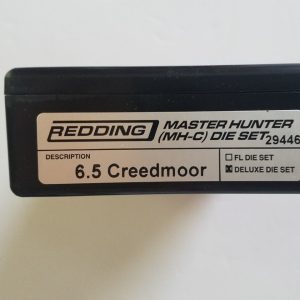 REDDING MASTER HUNTER
(MH-C) DIE SET 29446
DESCRIPTION
6.5 Creedmoor
FL DIE SET
DELUXE DIE SET